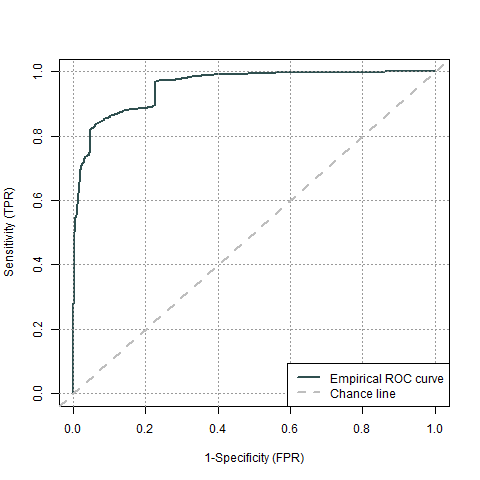 1.0
0.8
0.6
0.4
0.2
0.0
Sensitivity (TPR)
Empirical ROC curve
Chance line
0.0 0.2 0.4 0.6 0.8 1.0
1-Specificity (FPR)